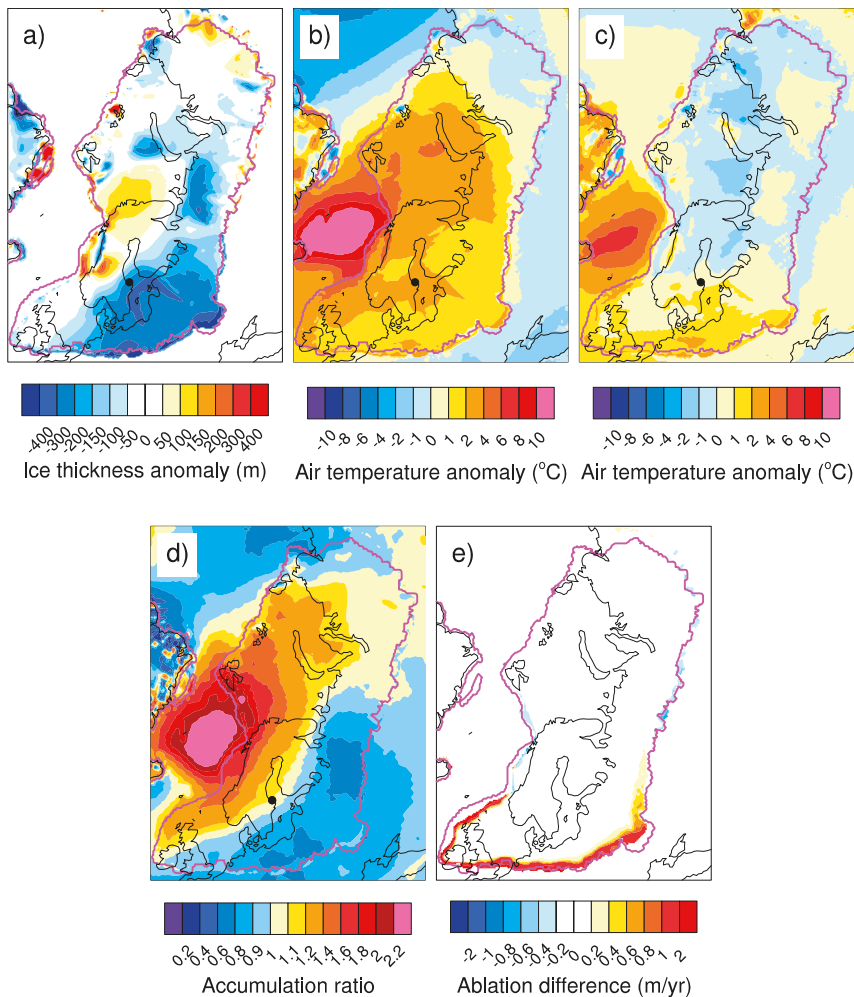 a)
b)
c)
-400 -300 -200 -150 -100 -50 0 50 100 150 200 300 400
Ice thickness anomaly (m)
-10 -8 -6 -4 -2 -1 0 1 2 4 6 8 10
Air temperature anomaly (°C)
-10 -8 -6 -4 -2 -1 0 1 2 4 6 8 10
Air temperature anomaly (°C)
d)
e)
0.2 0.4 0.6 0.8 0.9 1 1.1 1.2 1.4 1.6 1.8 2 2.2
Accumulation ratio
-2 -1 -0.8 -0.6 -0.4 -0.2 0 0.2 0.4 0.6 0.8 1 2
Ablation difference (m/yr)